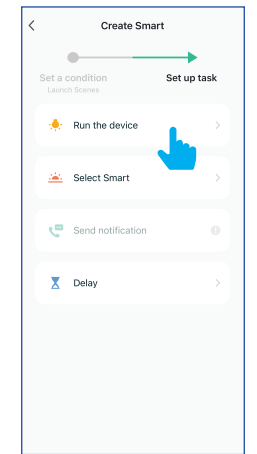 Create Smart
Set a condition
Launch Scenes
Set up task
Run the device
Select Smart
Send notification
Delay